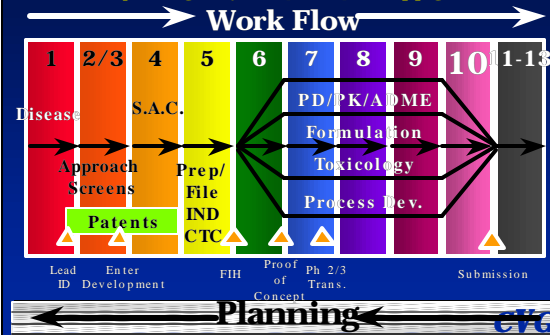 Work Flow
1 2/3 4 5 6 7 8 9 10 11-13
Disease
S.A.C.
PD/PK/ADME
Formulation
Approach
Screens
Toxicology
Prep/
File
IND
CTC
Process Dev.
Patents
Lead
ID
Enter
Development
FIH
Proof
of
Concept
Ph 2/3
Trans.
Submission
Planning